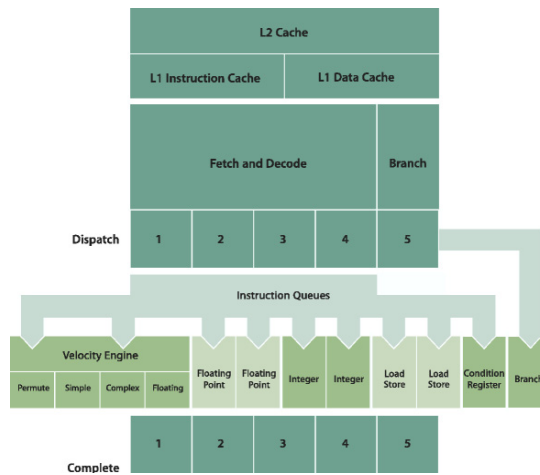 L2 Cache
L1 Instruction Cache
L1 Data Cache
Fetch and Decode
Branch
Dispatch
1
2
3
4
5
Instruction Queues
Velocity Engine
Permute
Simple
Complex
Floating
Floating
Point
Floating
Point
Integer
Integer
Load
Store
Load
Store
Condition
Register
Branch
1
2
3
4
5
Complete